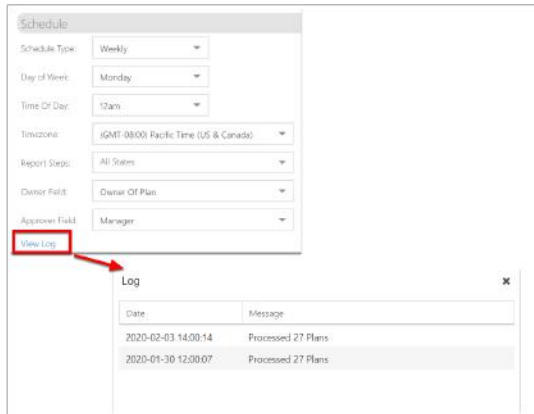 Schedule
Schedule Type: Weekly
Day of Week: Monday
Time Of Day: 12am
Timezone: (GMT-08:00) Pacific Time (US & Canada)
Report Steps: All States
Owner Field: Owner Of Plan
Approver Field: Manager
View Log
Log ✖
Date Message
2020-02-03 14:00:14 Processed 27 Plans
2020-01-30 12:00:07 Processed 27 Plans